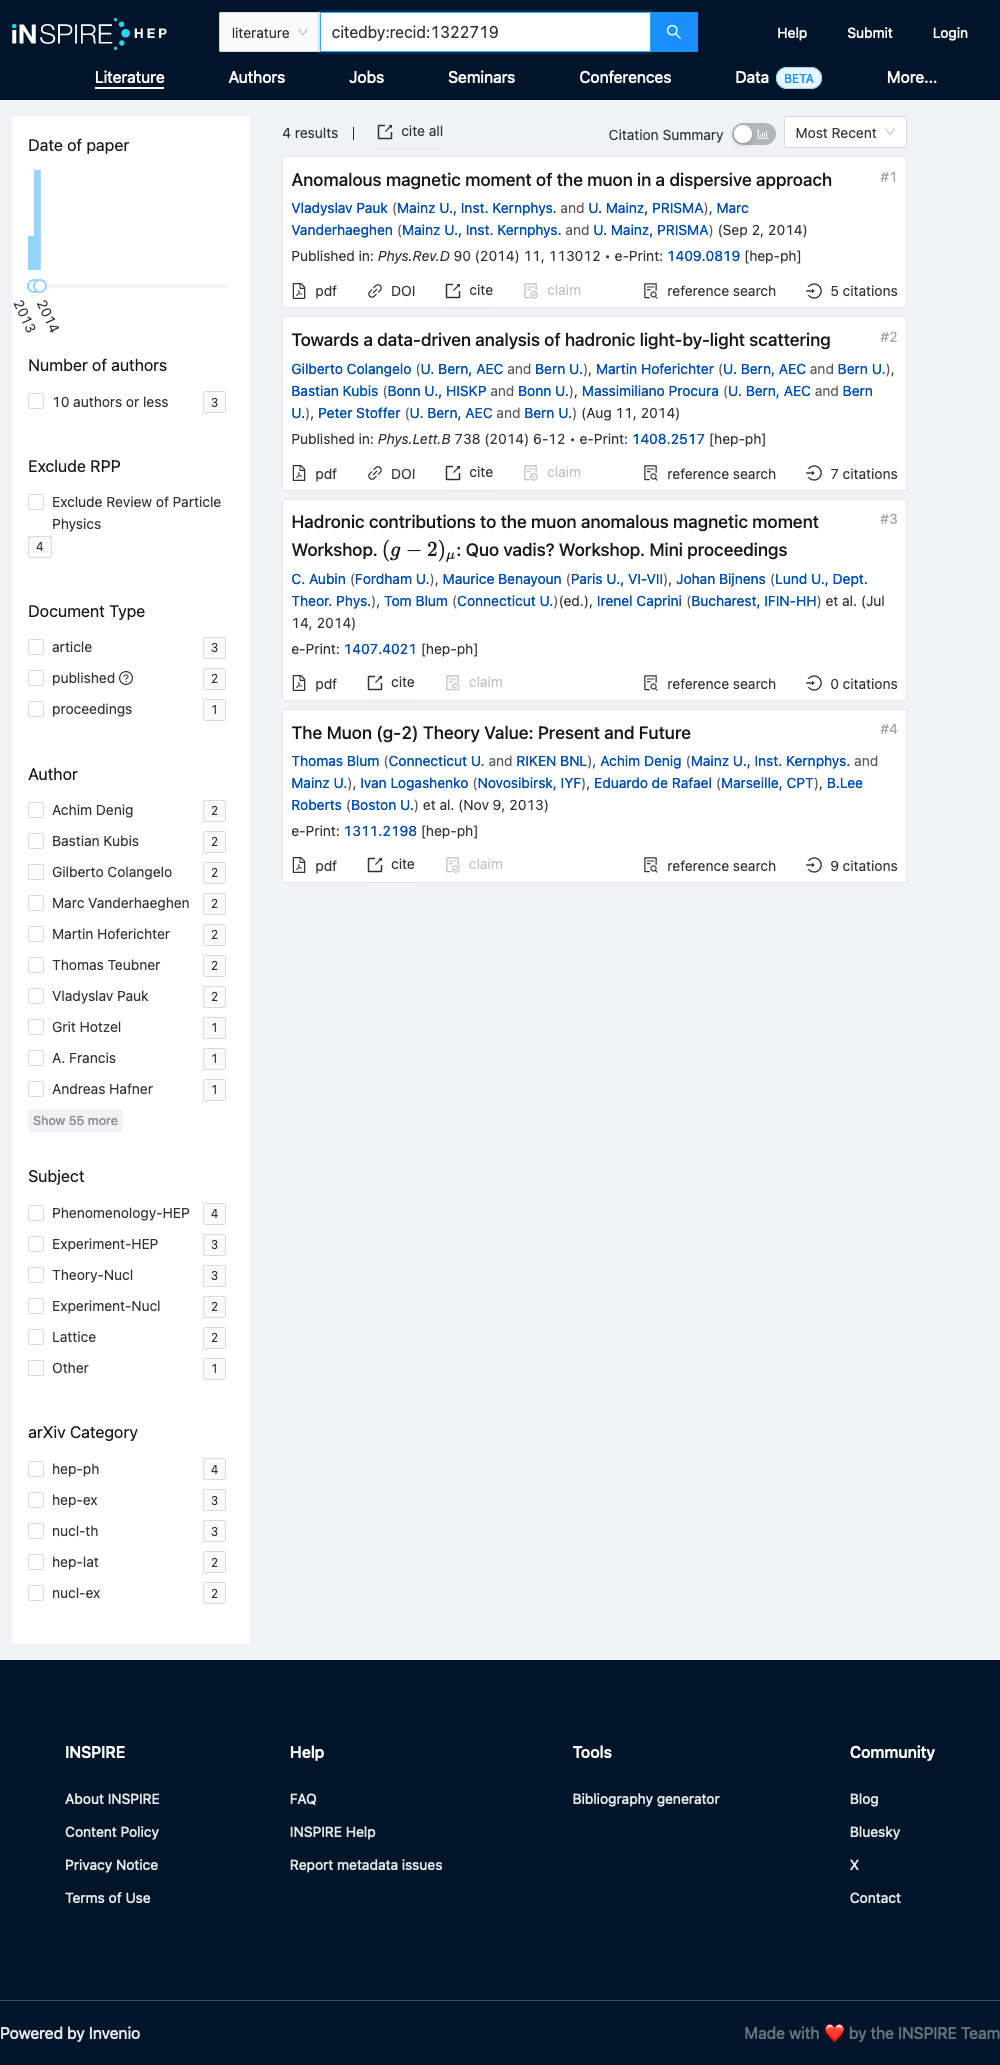 iNSPIRE HEP
literature
citedby:recid:1322719
Help
Submit
Login
Literature
Authors
Jobs
Seminars
Conferences
Data BETA
More...
Date of paper
2013
2014
Number of authors
10 authors or less
3
Exclude RPP
Exclude Review of Particle
Physics
4
Document Type
article
3
published
2
proceedings
1
Author
Achim Denig
2
Bastian Kubis
2
Gilberto Colangelo
2
Marc Vanderhaeghen
2
Martin Hoferichter
2
Thomas Teubner
2
Vladyslav Pauk
2
Grit Hotzel
1
A. Francis
1
Andreas Hafner
1
Show 55 more
Subject
Phenomenology-HEP
4
Experiment-HEP
3
Theory-Nucl
3
Experiment-Nucl
2
Lattice
2
Other
1
arXiv Category
hep-ph
4
hep-ex
3
nucl-th
3
hep-lat
2
nucl-ex
2
4 results | cite all
Citation Summary
Most Recent
Anomalous magnetic moment of the muon in a dispersive approach
#1
Vladyslav Pauk (Mainz U., Inst. Kernphys. and U. Mainz, PRISMA), Marc
Vanderhaeghen (Mainz U., Inst. Kernphys. and U. Mainz, PRISMA) (Sep 2, 2014)
Published in: Phys.Rev.D 90 (2014) 11, 113012 • e-Print: 1409.0819 [hep-ph]
pdf DOI cite claim reference search 5 citations
Towards a data-driven analysis of hadronic light-by-light scattering
#2
Gilberto Colangelo (U. Bern, AEC and Bern U.), Martin Hoferichter (U. Bern, AEC and Bern U.),
Bastian Kubis (Bonn U., HISKP and Bonn U.), Massimiliano Procura (U. Bern, AEC and Bern
U.), Peter Stoffer (U. Bern, AEC and Bern U.) (Aug 11, 2014)
Published in: Phys.Lett.B 738 (2014) 6-12 • e-Print: 1408.2517 [hep-ph]
pdf DOI cite claim reference search 7 citations
Hadronic contributions to the muon anomalous magnetic moment
#3
Workshop. (g − 2)μ: Quo vadis? Workshop. Mini proceedings
C. Aubin (Fordham U.), Maurice Benayoun (Paris U., VI-VII), Johan Bijnens (Lund U., Dept.
Theor. Phys.), Tom Blum (Connecticut U.)(ed.), Irenel Caprini (Bucharest, IFIN-HH) et al. (Jul
14, 2014)
e-Print: 1407.4021 [hep-ph]
pdf cite claim reference search 0 citations
The Muon (g-2) Theory Value: Present and Future
#4
Thomas Blum (Connecticut U. and RIKEN BNL), Achim Denig (Mainz U., Inst. Kernphys. and
Mainz U.), Ivan Logashenko (Novosibirsk, IYF), Eduardo de Rafael (Marseille, CPT), B.Lee
Roberts (Boston U.) et al. (Nov 9, 2013)
e-Print: 1311.2198 [hep-ph]
pdf cite claim reference search 9 citations
INSPIRE
About INSPIRE
Content Policy
Privacy Notice
Terms of Use
Help
FAQ
INSPIRE Help
Report metadata issues
Tools
Bibliography generator
Community
Blog
Bluesky
X
Contact
Powered by Invenio
Made with ❤️ by the INSPIRE Team